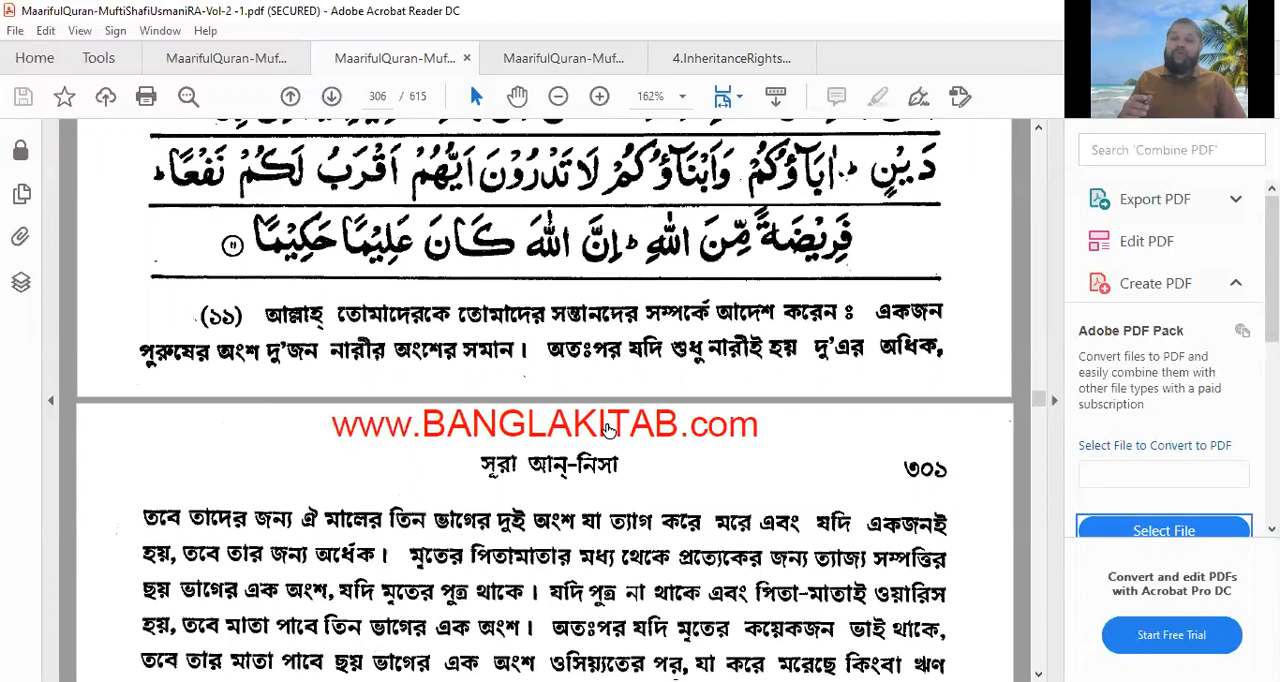 MaarifulQuran-MuftiShafiUsmaniRA-Vol-2 -1.pdf (SECURED) - Adobe Acrobat Reader DC
File Edit View Sign Window Help
Home Tools MaarifulQuran-Muf... MaarifulQuran-Muf... × MaarifulQuran-Muf... 4.InheritanceRights...
306 / 615 162%
دَيْنٍ ؕ اٰبَآؤُكُمْ وَاَبْنَآؤُكُمْ لَا تَدْرُوْنَ اَيُّهُمْ اَقْرَبُ لَكُمْ نَفْعًا ؕ
فَرِيْضَةً مِّنَ اللّٰهِ ؕ اِنَّ اللّٰهَ كَانَ عَلِيْمًا حَكِيْمًا ⑪
(১১) আল্লাহ্ তোমাদেরকে তোমাদের সন্তানদের সম্পর্কে আদেশ করেন ঃ একজন
পুরুষের অংশ দু'জন নারীর অংশের সমান। অতঃপর যদি শুধু নারীই হয় দু'এর অধিক,
www.BANGLAKITAB.com
সূরা আন্-নিসা ৩০১
তবে তাদের জন্য ঐ মালের তিন ভাগের দুই অংশ যা ত্যাগ করে মরে এবং যদি একজনই
হয়, তবে তার জন্য অর্ধেক। মৃতের পিতামাতার মধ্য থেকে প্রত্যেকের জন্য ত্যাজ্য সম্পত্তির
ছয় ভাগের এক অংশ, যদি মৃতের পুত্র থাকে। যদি পুত্র না থাকে এবং পিতা-মাতাই ওয়ারিস
হয়, তবে মাতা পাবে তিন ভাগের এক অংশ। অতঃপর যদি মৃতের কয়েকজন ভাই থাকে,
তবে তার মাতা পাবে ছয় ভাগের এক অংশ ওসিয়্যতের পর, যা করে মরেছে কিংবা ঋণ
Search 'Combine PDF'
Export PDF
Edit PDF
Create PDF
Adobe PDF Pack
Convert files to PDF and
easily combine them with
other file types with a paid
subscription
Select File to Convert to PDF
Select File
Convert and edit PDFs
with Acrobat Pro DC
Start Free Trial